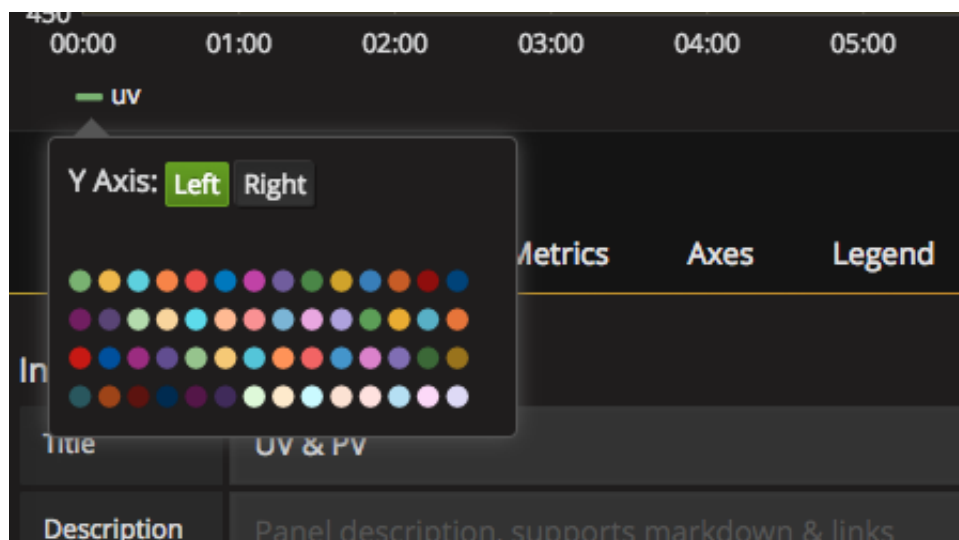 450
00:00 01:00 02:00 03:00 04:00 05:00
uv
Y Axis: Left Right
Metrics Axes Legend
In
Title UV & PV
Description Panel description, supports markdown & links